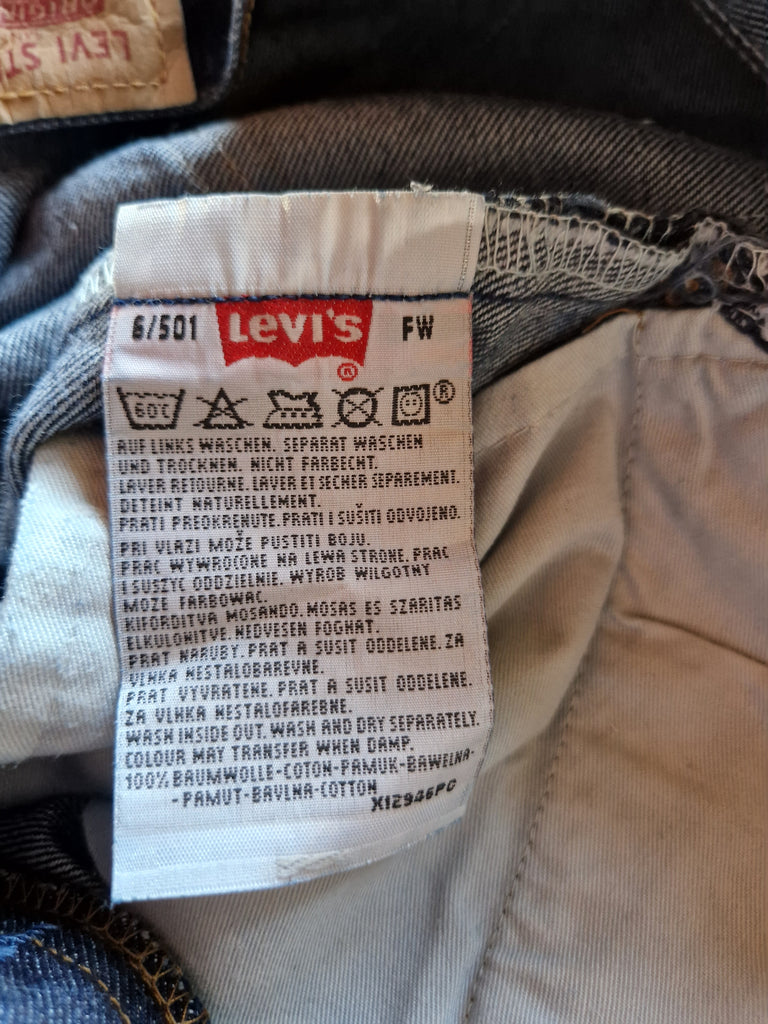 LEVI ST
6/501 LEVI'S ® FW
60C ®
AUF LINKS WASCHEN. SEPARAT WASCHEN
UND TROCKNEN. NICHT FARBECHT.
LAVER RETOURNE. LAVER ET SECHER SEPAREMENT.
DETEINT NATURELLEMENT.
PRATI PREOKRENUTE. PRATI I SUŠITI ODVOJENO.
PRI VLAZI MOŽE PUSTITI BOJU.
PRAC WYWROCONE NA LEWA STRONE. PRAC
I SUSZYC ODDZIELNIE. WYROB WILGOTNY
MOZE FARBOWAC.
KIFORDITVA MOSANDO. MOSAS ES SZARITAS
ELKULONITVE. NEDVESEN FOGHAT.
PRAT NARUBY. PRAT A SUSIT ODDELENE. ZA
VLHKA NESTALOBAREVNE.
PRAT VYVRATENE. PRAT A SUSIT ODDELENE.
ZA VLHKA NESTALOFAREBNE.
WASH INSIDE OUT. WASH AND DRY SEPARATELY.
COLOUR MAY TRANSFER WHEN DAMP.
100% BAUMWOLLE-COTON-PAMUK-BAWELNA-
-PAMUT-BAVLNA-COTTON
X12946PC